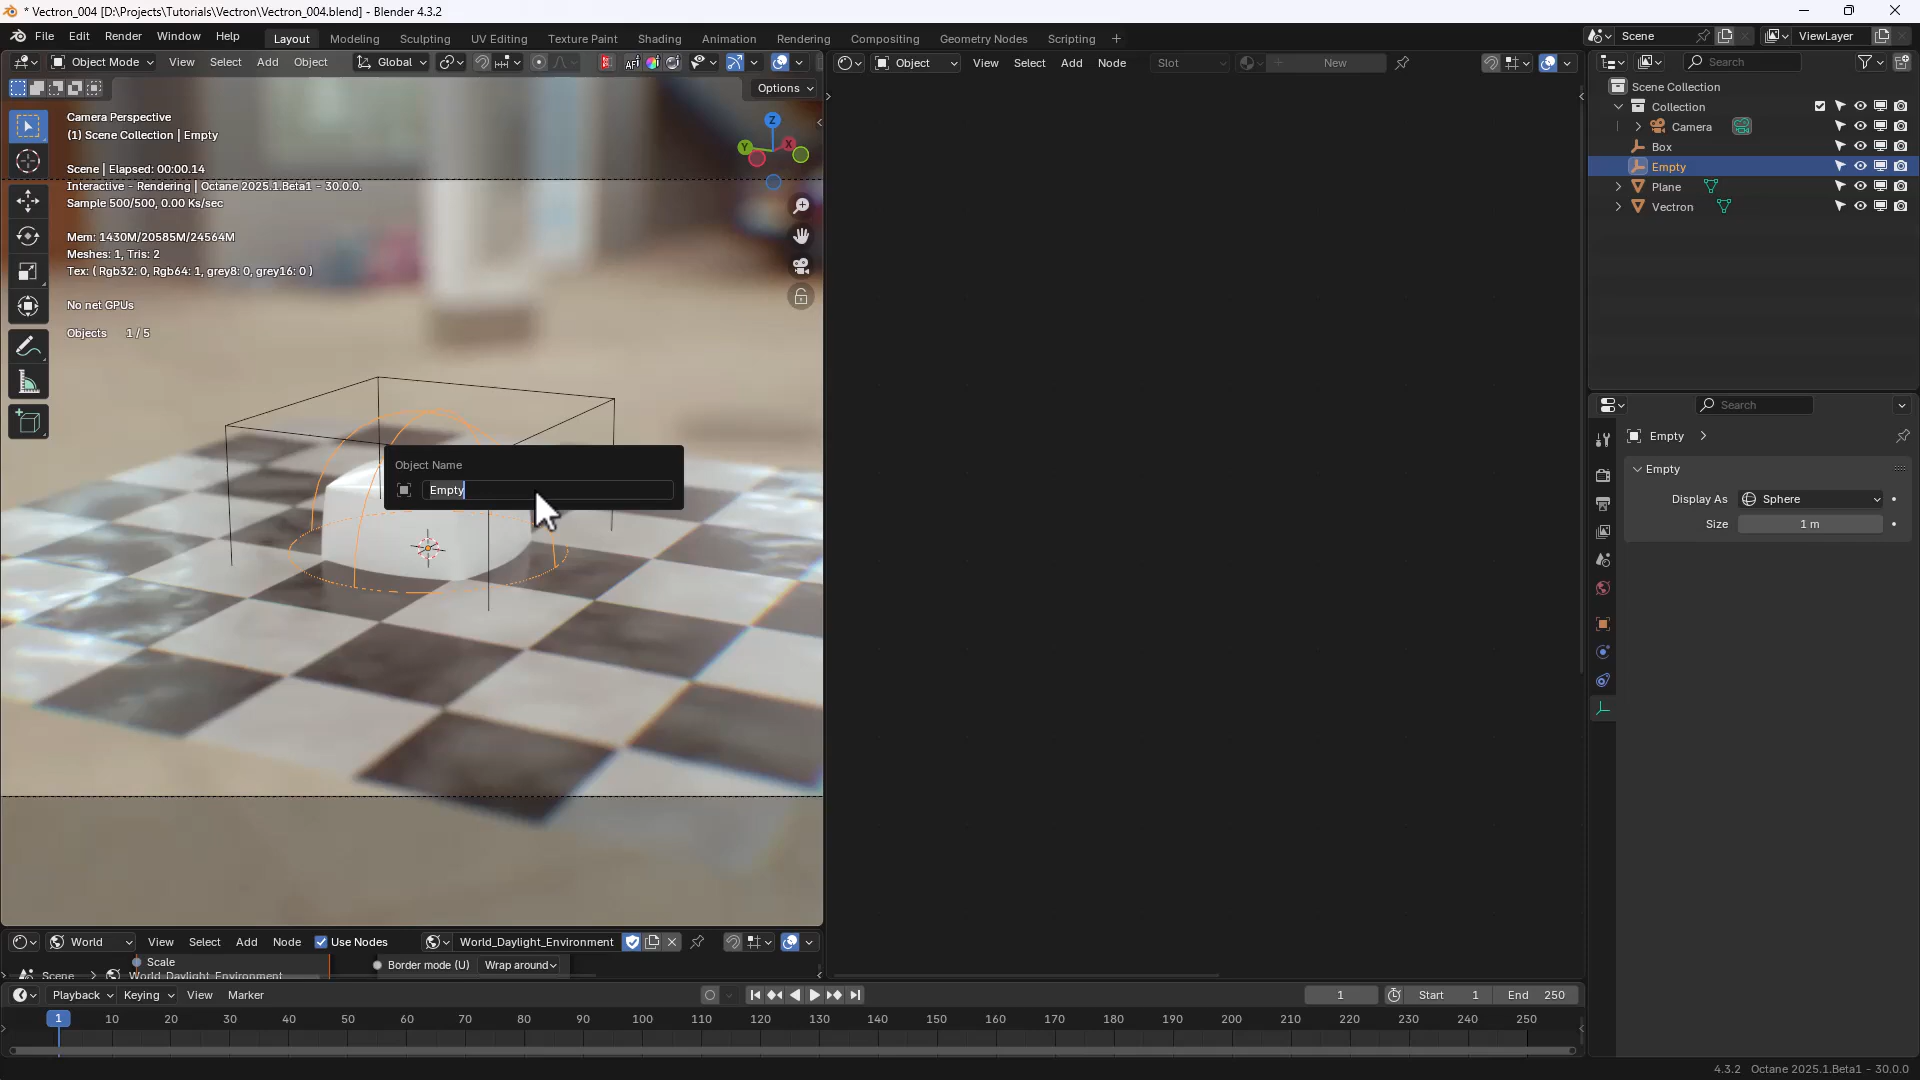 * Vectron_004 [D:\Projects\Tutorials\Vectron\Vectron_004.blend] - Blender 4.3.2
File Edit Render Window Help Layout Modeling Sculpting UV Editing Texture Paint Shading Animation Rendering Compositing Geometry Nodes Scripting + Scene ViewLayer
Object Mode View Select Add Object Global Object View Select Add Node Slot New Search
Options
Scene Collection
Collection
Camera
Box
Empty
Plane
Vectron
Camera Perspective
(1) Scene Collection | Empty
Scene | Elapsed: 00:00.14
Interactive - Rendering | Octane 2025.1.Beta1 - 30.0.0.
Sample 500/500, 0.00 Ks/sec
Mem: 1430M/20585M/24564M
Meshes: 1, Tris: 2
Tex: ( Rgb32: 0, Rgb64: 1, grey8: 0, grey16: 0 )
No net GPUs
Objects 1 / 5
Z
Y
X
Object Name
Empty
Search
Empty
Empty
Display As Sphere
Size 1 m
World View Select Add Node Use Nodes World_Daylight_Environment
Scale
Border mode (U) Wrap around
Scene World_Daylight_Environment
Playback Keying View Marker 1 Start 1 End 250
1 10 20 30 40 50 60 70 80 90 100 110 120 130 140 150 160 170 180 190 200 210 220 230 240 250
4.3.2 Octane 2025.1.Beta1 - 30.0.0